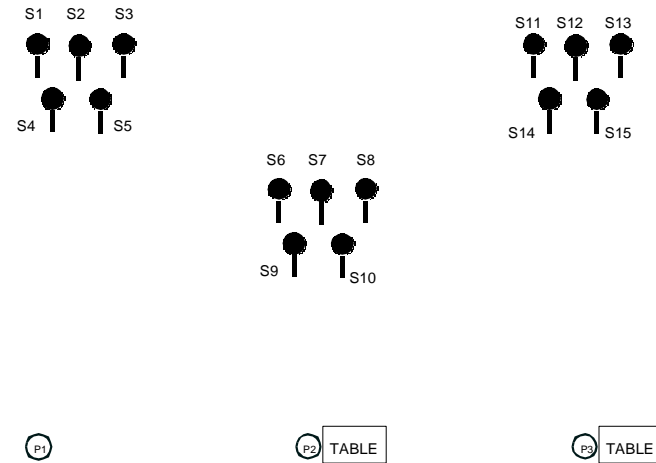 S1 S2 S3
S11 S12 S13
S4 S5
S14 S15
S6 S7 S8
S9 S10
P1 P2 TABLE P3 TABLE